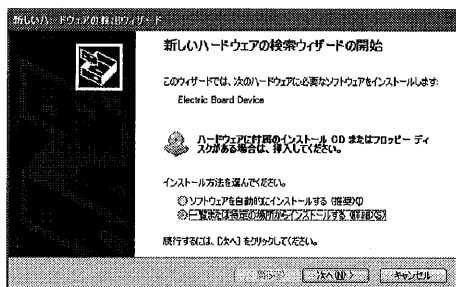 新しいハードウェアの検出ウィザード
新しいハードウェアの検索ウィザードの開始
このウィザードでは、次のハードウェアに必要なソフトウェアをインストールします:
Electric Board Device
ハードウェアに付属のインストール CD またはフロッピー ディ
スクがある場合は、挿入してください。
インストール方法を選んでください。
ソフトウェアを自動的にインストールする (推奨)(I)
一覧または特定の場所からインストールする (詳細)(S)
続行するには、[次へ] をクリックしてください。
次へ(N) >
キャンセル